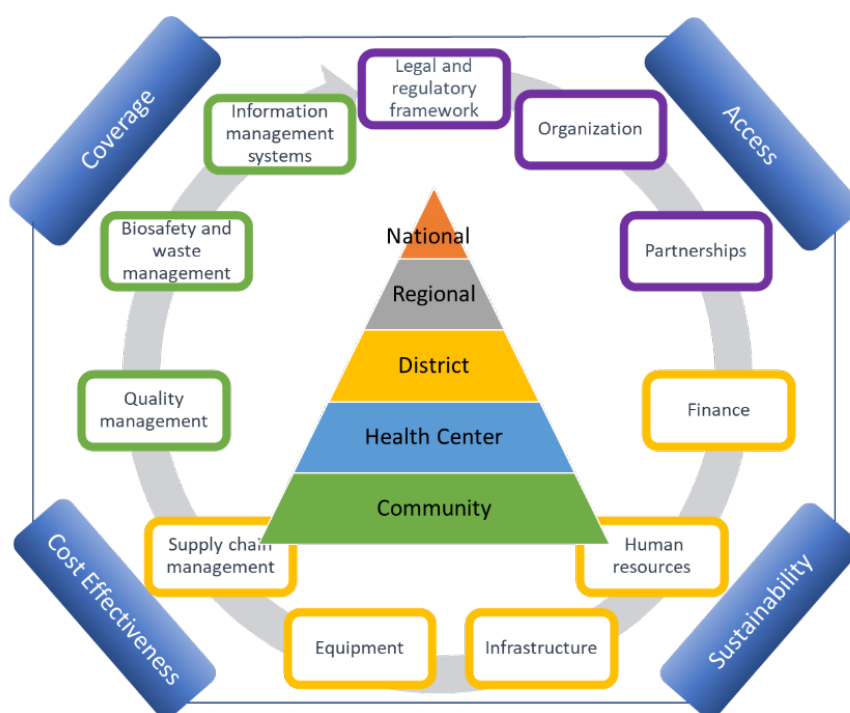 Coverage
Access
Legal and
regulatory
framework
Information
management
systems
Organization
Biosafety and
waste
management
Partnerships
National
Regional
District
Health Center
Community
Quality
management
Finance
Supply chain
management
Human
resources
Equipment
Infrastructure
Cost Effectiveness
Sustainability